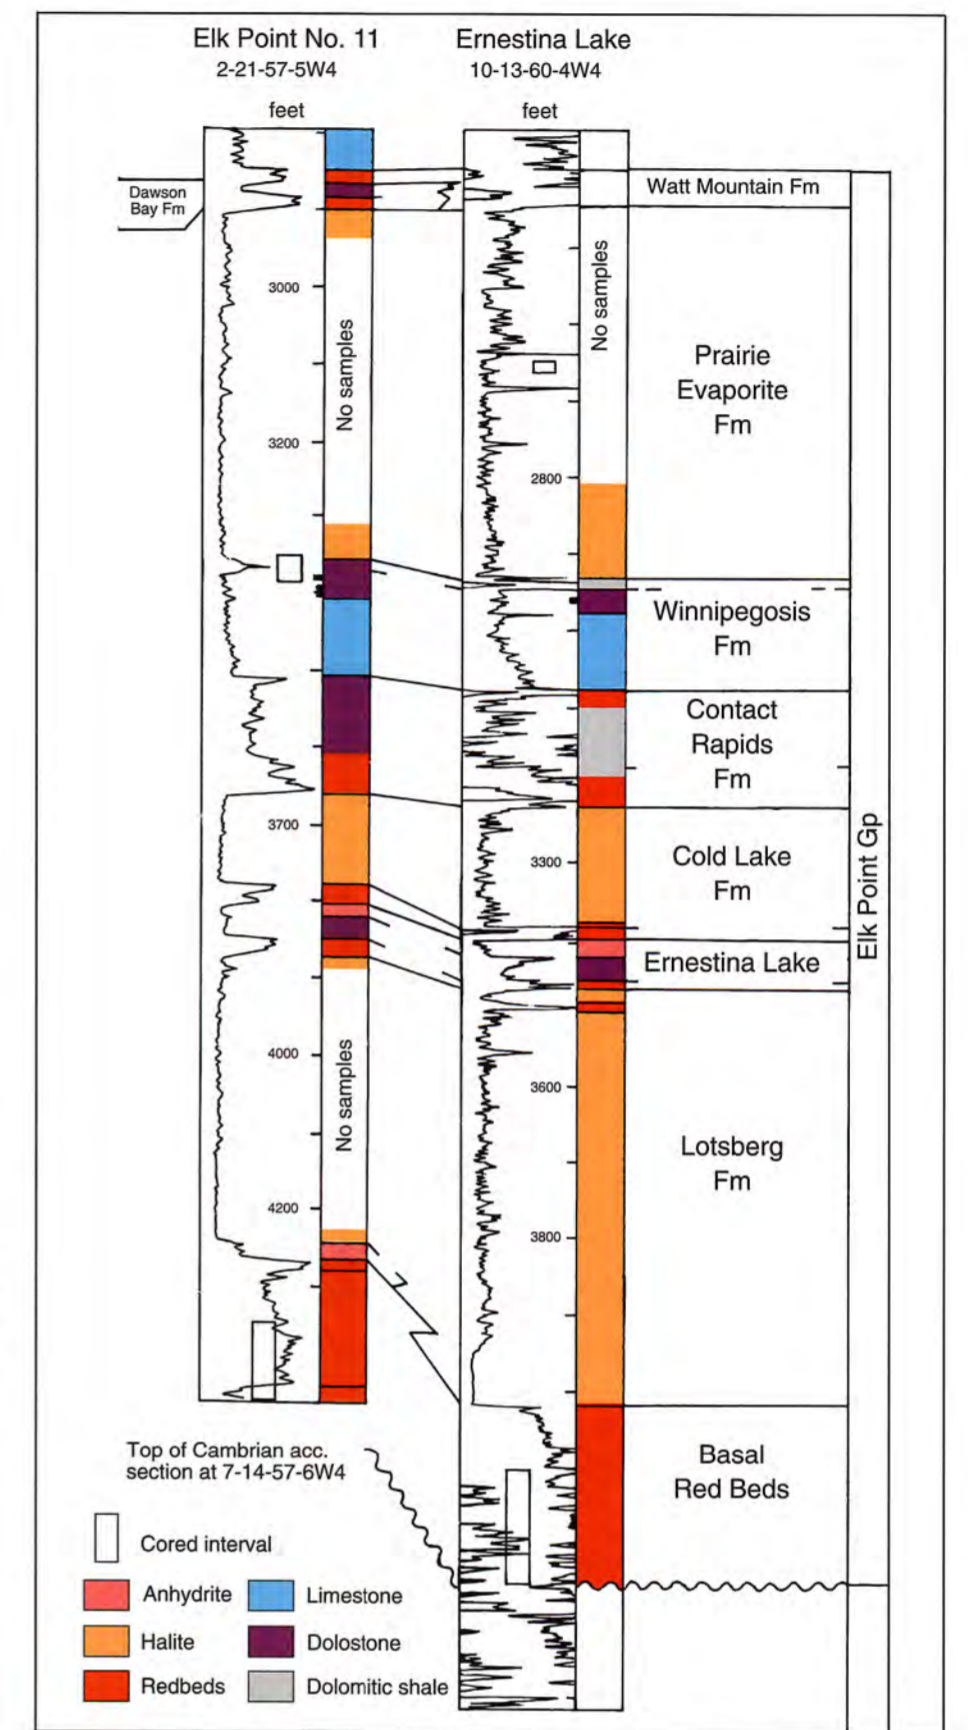 Elk Point No. 11
2-21-57-5W4
feet
Ernestina Lake
10-13-60-4W4
feet
Dawson
Bay Fm
3000
No samples
3200
3700
4000
No samples
4200
No samples
2800
3300
3600
3800
Watt Mountain Fm
Prairie
Evaporite
Fm
Winnipegosis
Fm
Contact
Rapids
Fm
Cold Lake
Fm
Ernestina Lake
Lotsberg
Fm
Basal
Red Beds
Elk Point Gp
Top of Cambrian acc.
section at 7-14-57-6W4
Cored interval
Anhydrite
Limestone
Halite
Dolostone
Redbeds
Dolomitic shale